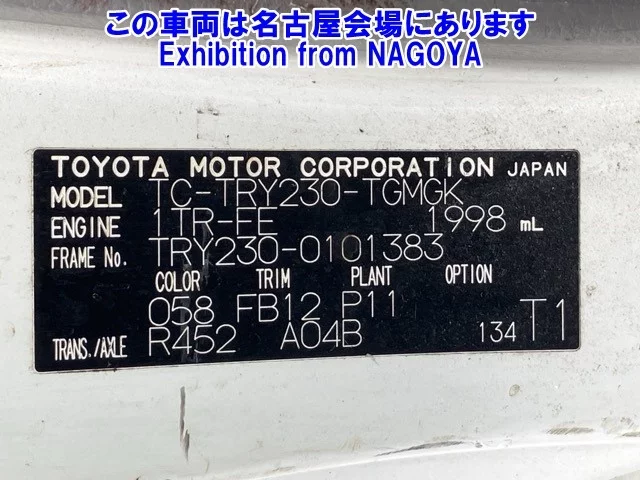 この車両は名古屋会場にあります
Exhibition from NAGOYA
TOYOTA MOTOR CORPORATION JAPAN
MODEL TC-TRY230-TGMGK
ENGINE 1TR-FE 1998 mL
FRAME No. TRY230-0101383
COLOR TRIM PLANT OPTION
058 FB12 P11
TRANS./AXLE R452 A04B 134 T1